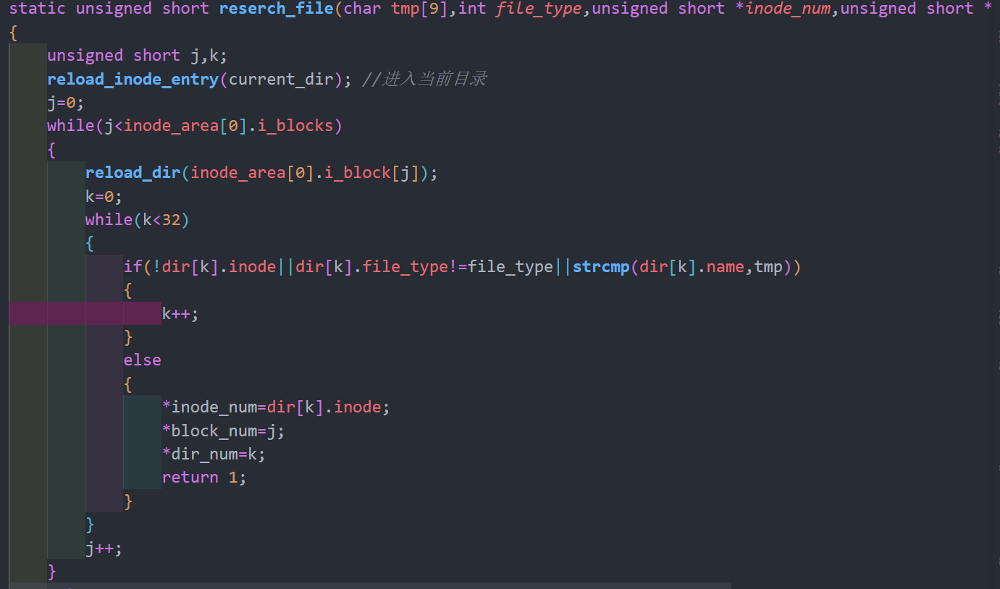 static unsigned short reserch_file(char tmp[9],int file_type,unsigned short *inode_num,unsigned short *
{
unsigned short j,k;
reload_inode_entry(current_dir); //进入当前目录
j=0;
while(j<inode_area[0].i_blocks)
{
reload_dir(inode_area[0].i_block[j]);
k=0;
while(k<32)
{
if(!dir[k].inode||dir[k].file_type!=file_type||strcmp(dir[k].name,tmp))
{
k++;
}
else
{
*inode_num=dir[k].inode;
*block_num=j;
*dir_num=k;
return 1;
}
}
j++;
}